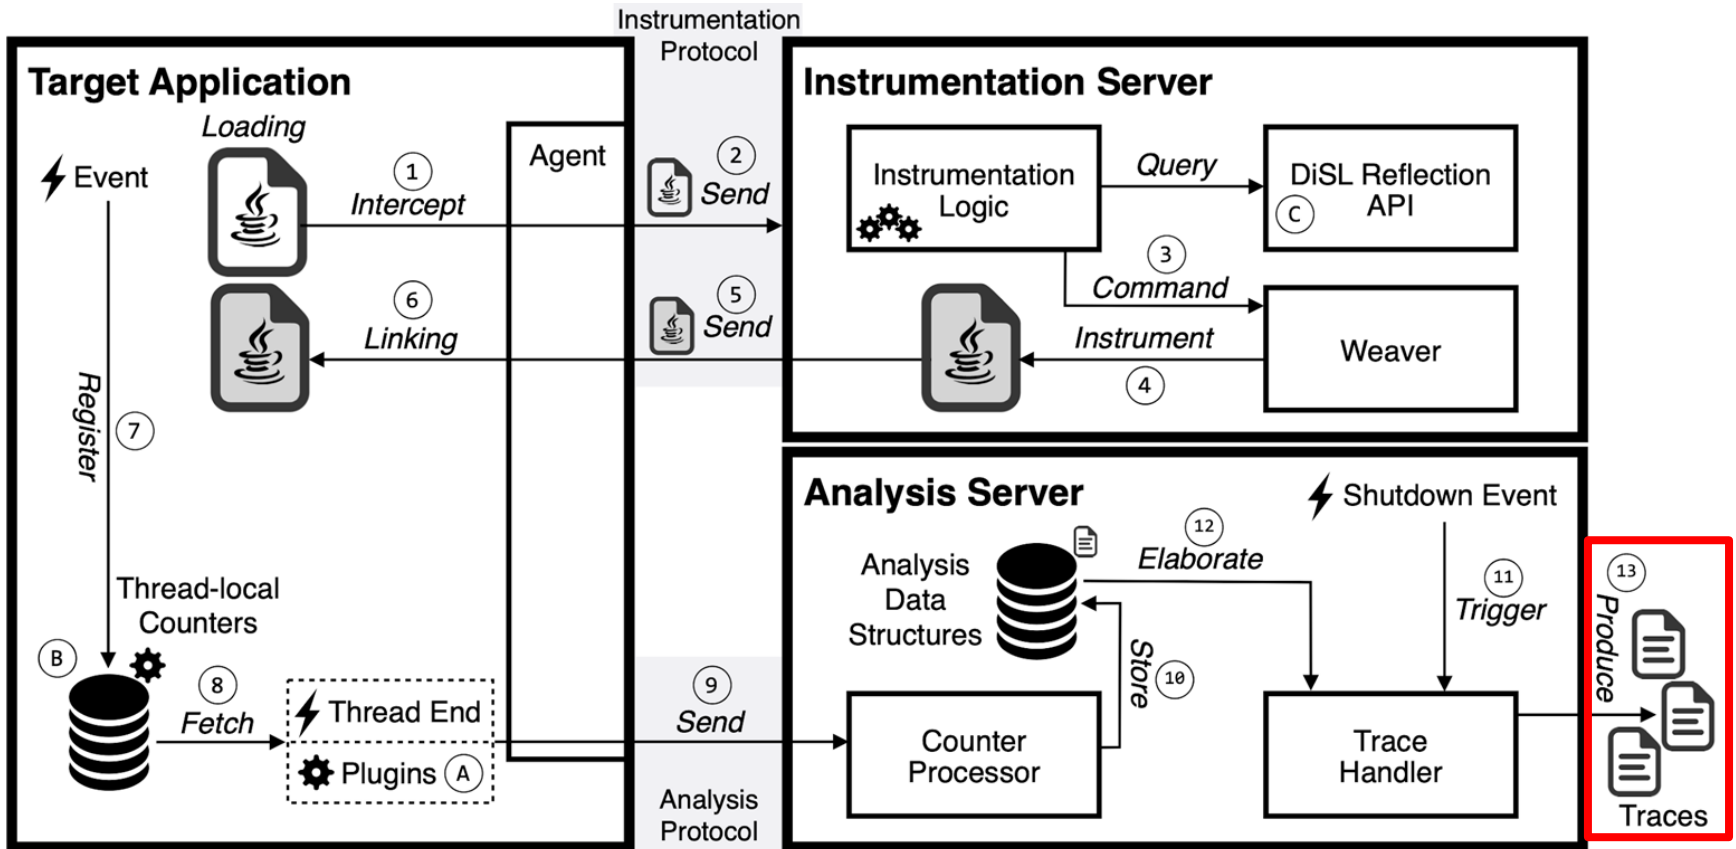 Instrumentation
Protocol
Target Application
Loading
Event
1
Intercept
Agent
2
Send
6
Linking
5
Send
Register
7
Thread-local
Counters
B
8
Fetch
Thread End
Plugins A
9
Send
Analysis
Protocol
Instrumentation Server
Instrumentation
Logic
Query
DiSL Reflection
API
C
3
Command
Instrument
4
Weaver
Analysis Server
Shutdown Event
Analysis
Data
Structures
12
Elaborate
11
Trigger
Store
10
Counter
Processor
Trace
Handler
13
Produce
Traces